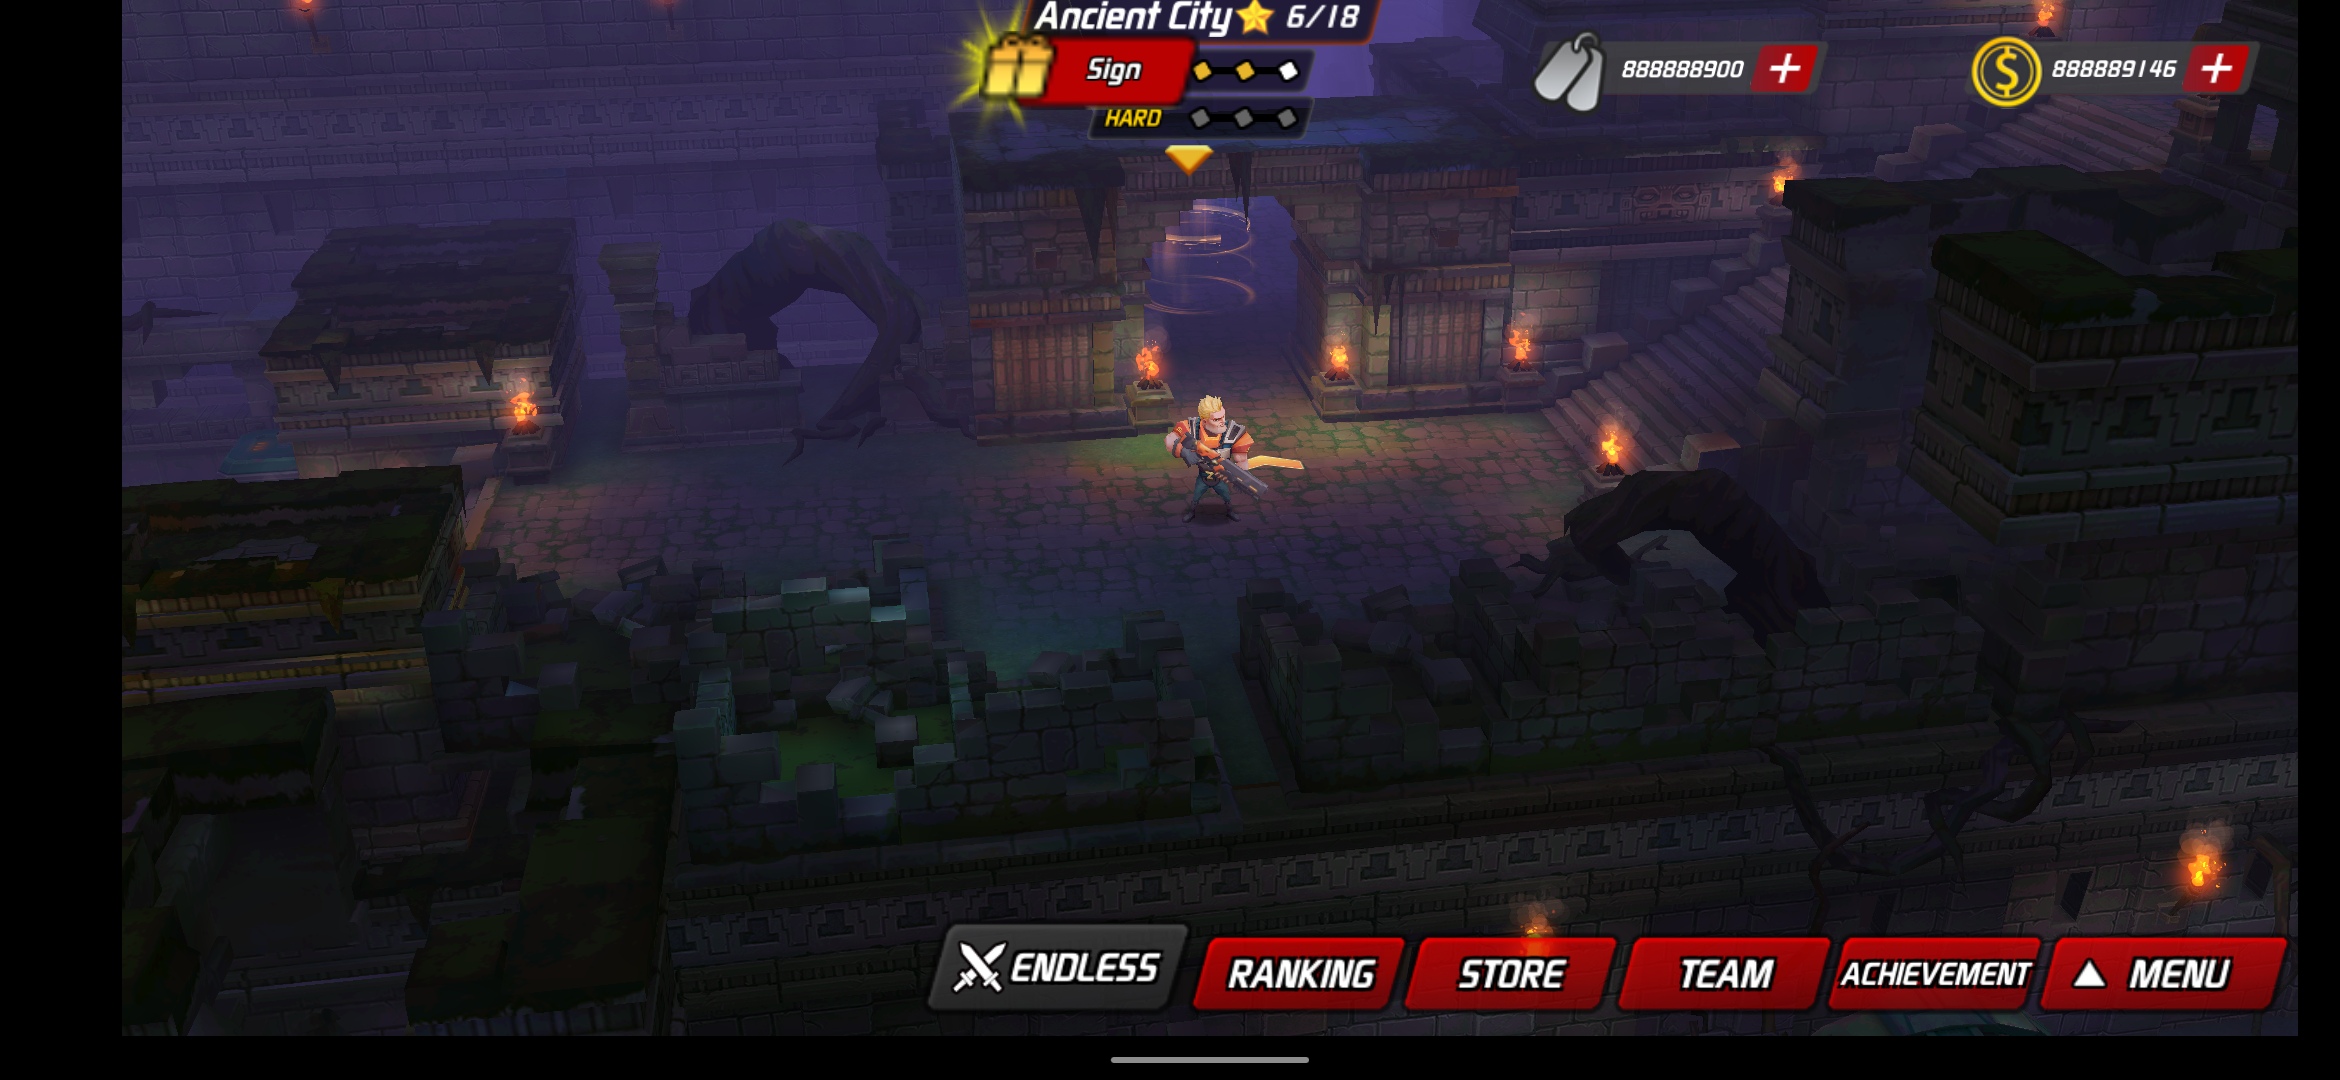 Ancient City 6/18
Sign
HARD
888888900
888889146
ENDLESS
RANKING
STORE
TEAM
ACHIEVEMENT
MENU